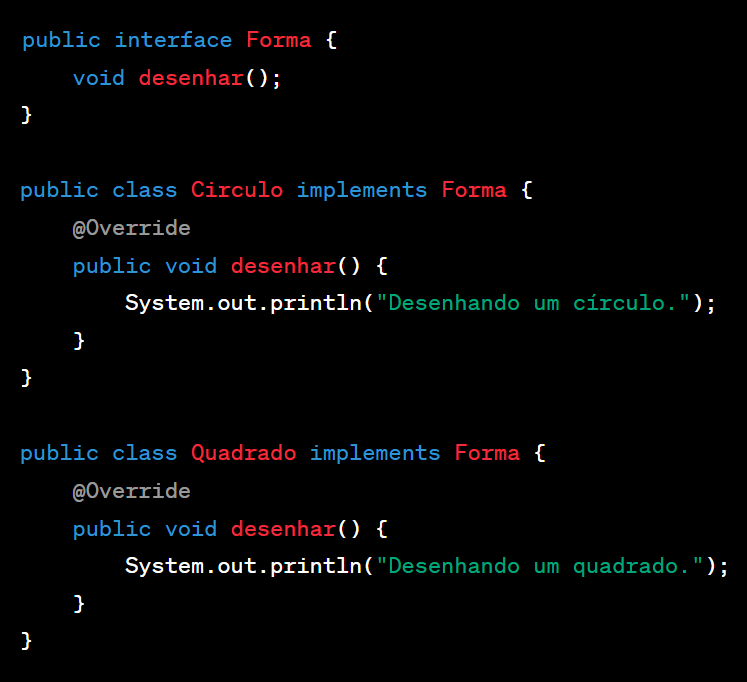 public interface Forma {
    void desenhar();
}

public class Circulo implements Forma {
    @Override
    public void desenhar() {
        System.out.println("Desenhando um círculo.");
    }
}

public class Quadrado implements Forma {
    @Override
    public void desenhar() {
        System.out.println("Desenhando um quadrado.");
    }
}